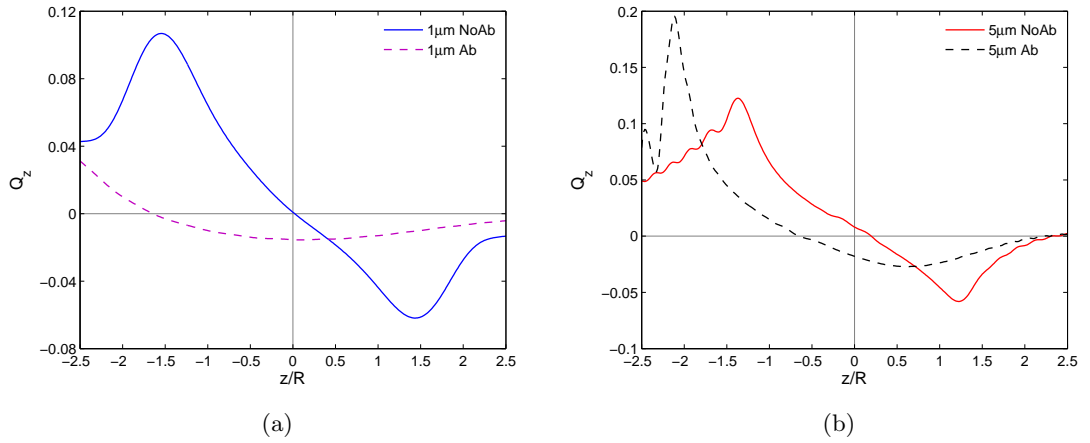 0.12
0.08
0.04
0
−0.04
−0.08
Q_z
−2.5 −2 −1.5 −1 −0.5 0 0.5 1 1.5 2 2.5
z/R
1μm NoAb
1μm Ab
(a)
0.2
0.15
0.1
0.05
0
−0.05
−0.1
Q_z
−2.5 −2 −1.5 −1 −0.5 0 0.5 1 1.5 2 2.5
z/R
5μm NoAb
5μm Ab
(b)